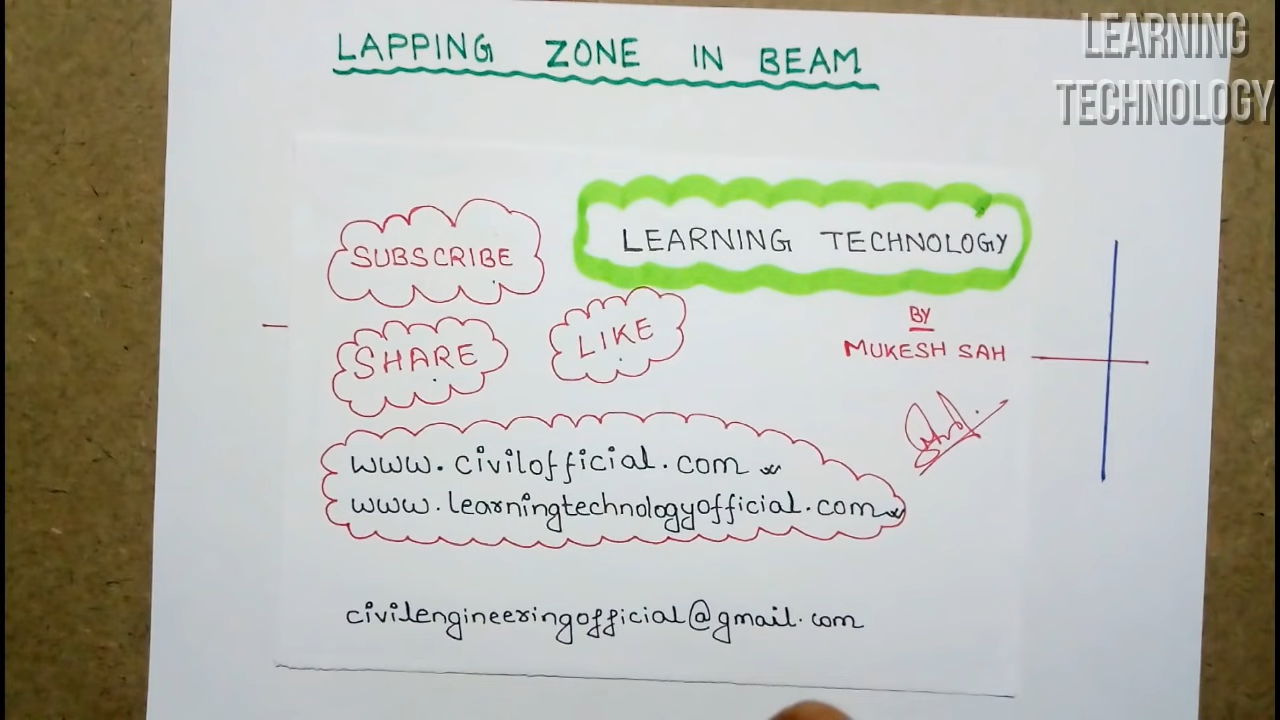 LEARNING
TECHNOLOGY
LAPPING ZONE IN BEAM
LEARNING TECHNOLOGY
SUBSCRIBE
SHARE
LIKE
BY
MUKESH SAH
www.civilofficial.com
www.learningtechnologyofficial.com
civilengineeringofficial@gmail.com